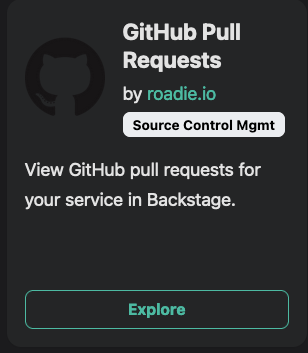 GitHub Pull
Requests
by roadie.io
Source Control Mgmt
View GitHub pull requests for
your service in Backstage.
Explore